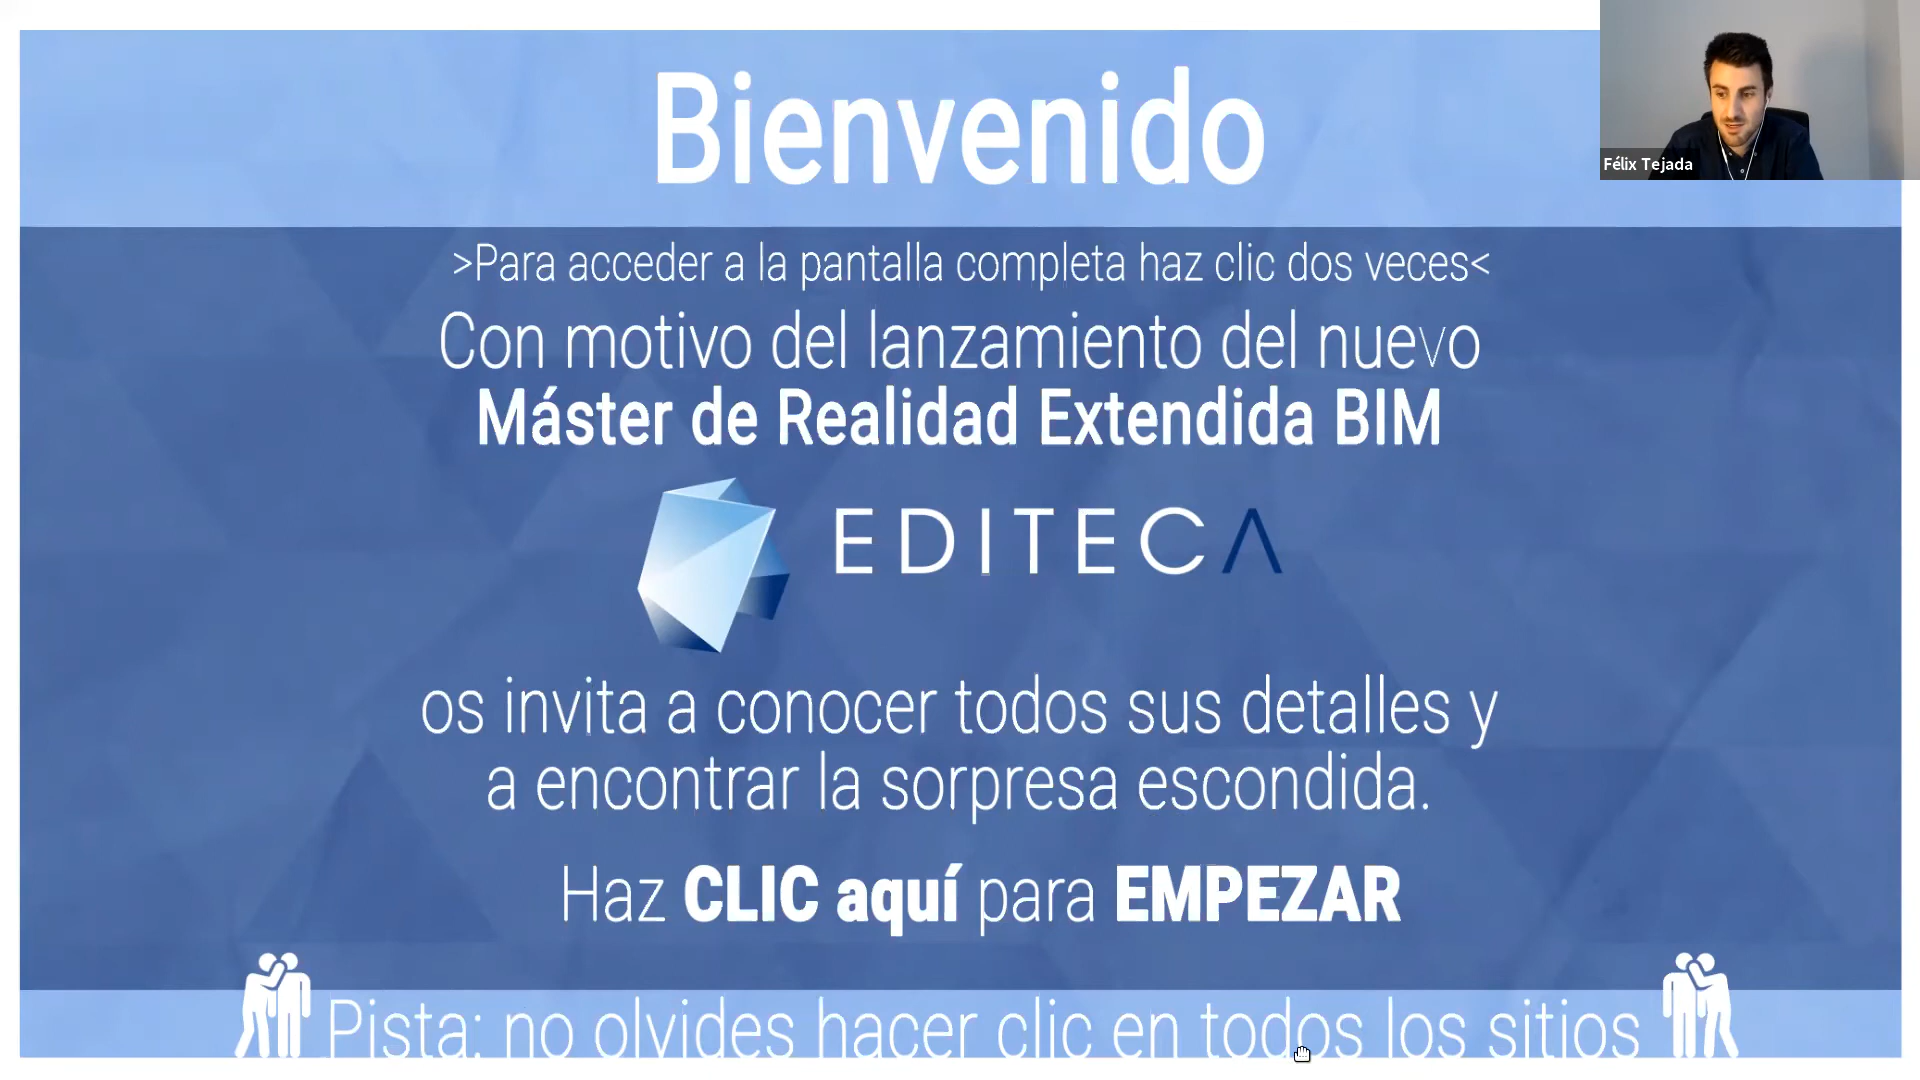 Bienvenido
Félix Tejada
>Para acceder a la pantalla completa haz clic dos veces<
Con motivo del lanzamiento del nuevo
Máster de Realidad Extendida BIM
EDITECA
os invita a conocer todos sus detalles y
a encontrar la sorpresa escondida.
Haz CLIC aquí para EMPEZAR
Pista: no olvides hacer clic en todos los sitios